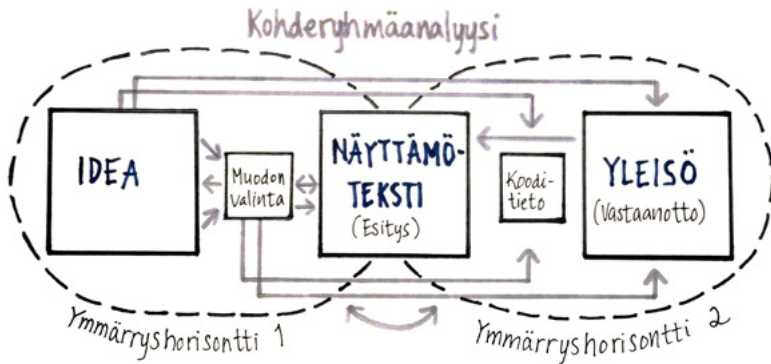 Kohderyhmäanalyysi
IDEA
Muodon
valinta
NÄYTTÄMÖ-
TEKSTI
(Esitys)
Koodi-
tieto
YLEISÖ
(Vastaanotto)
Ymmärryshorisontti 1
Ymmärryshorisontti 2